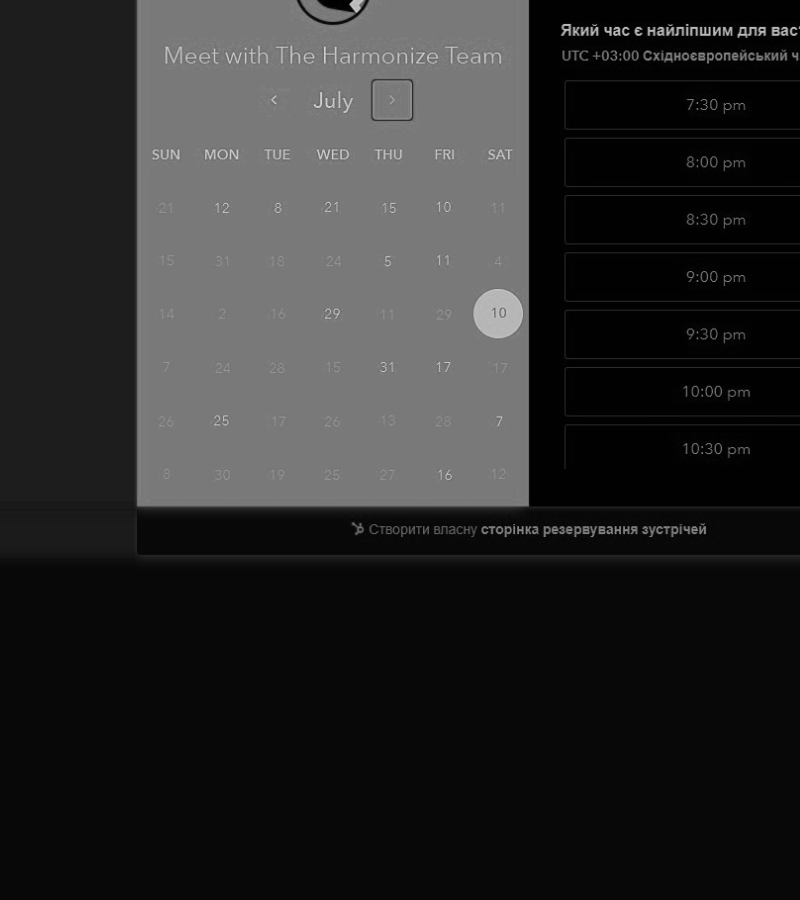 Meet with The Harmonize Team
July
SUN MON TUE WED THU FRI SAT
21 12 8 21 15 10 11
15 31 18 24 5 11 4
14 2 16 29 11 29 10
7 24 28 15 31 17 17
26 25 17 26 13 28 7
8 30 19 25 27 16 12
Який час є найліпшим для вас
UTC +03:00 Східноєвропейський ч
7:30 pm
8:00 pm
8:30 pm
9:00 pm
9:30 pm
10:00 pm
10:30 pm
Створити власну сторінка резервування зустрічей